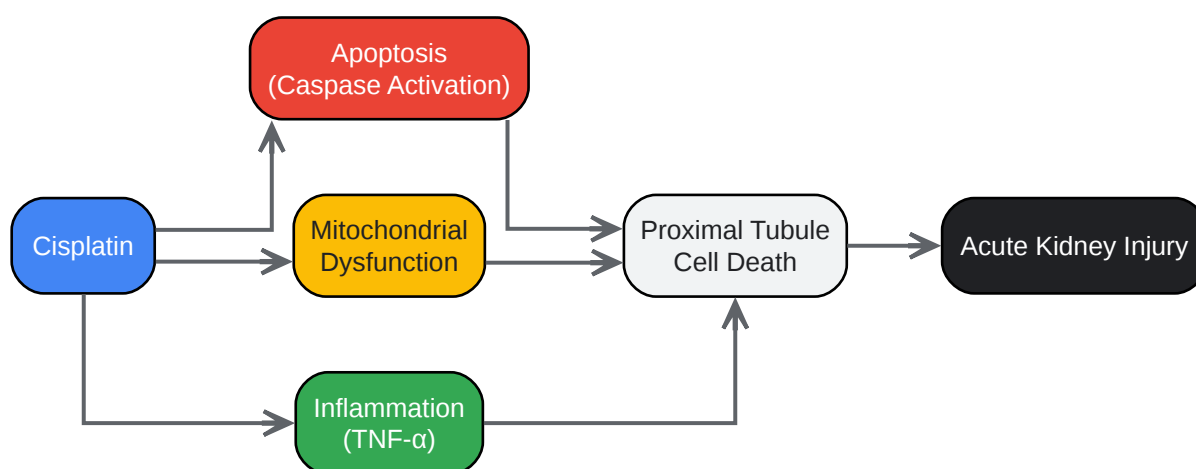 Apoptosis
(Caspase Activation)
Cisplatin
Mitochondrial
Dysfunction
Proximal Tubule
Cell Death
Acute Kidney Injury
Inflammation
(TNF-α)